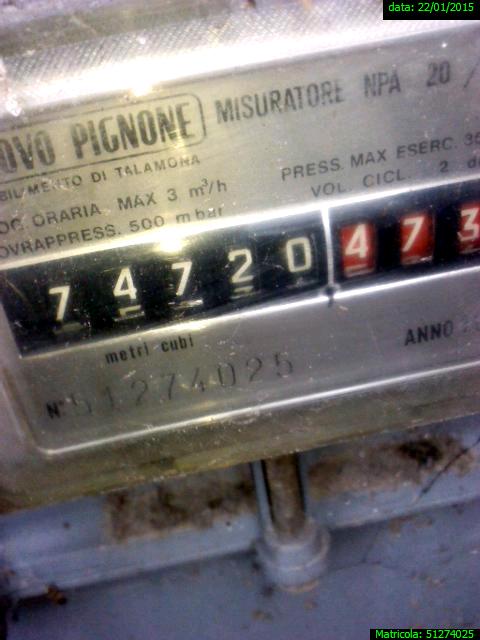 data: 22/01/2015
OVO PIGNONE
MISURATORE NPA 20 /
BILIMENTO DI TALAMONA
PRESS. MAX ESERC. 35
OC. ORARIA MAX 3 m³/h
VOL. CICL. 2 d
OVRAPPRESS. 500 mbar
7 4 7 2 0 4 7 3
metri cubi
ANNO
N° 51274025
Matricola: 51274025